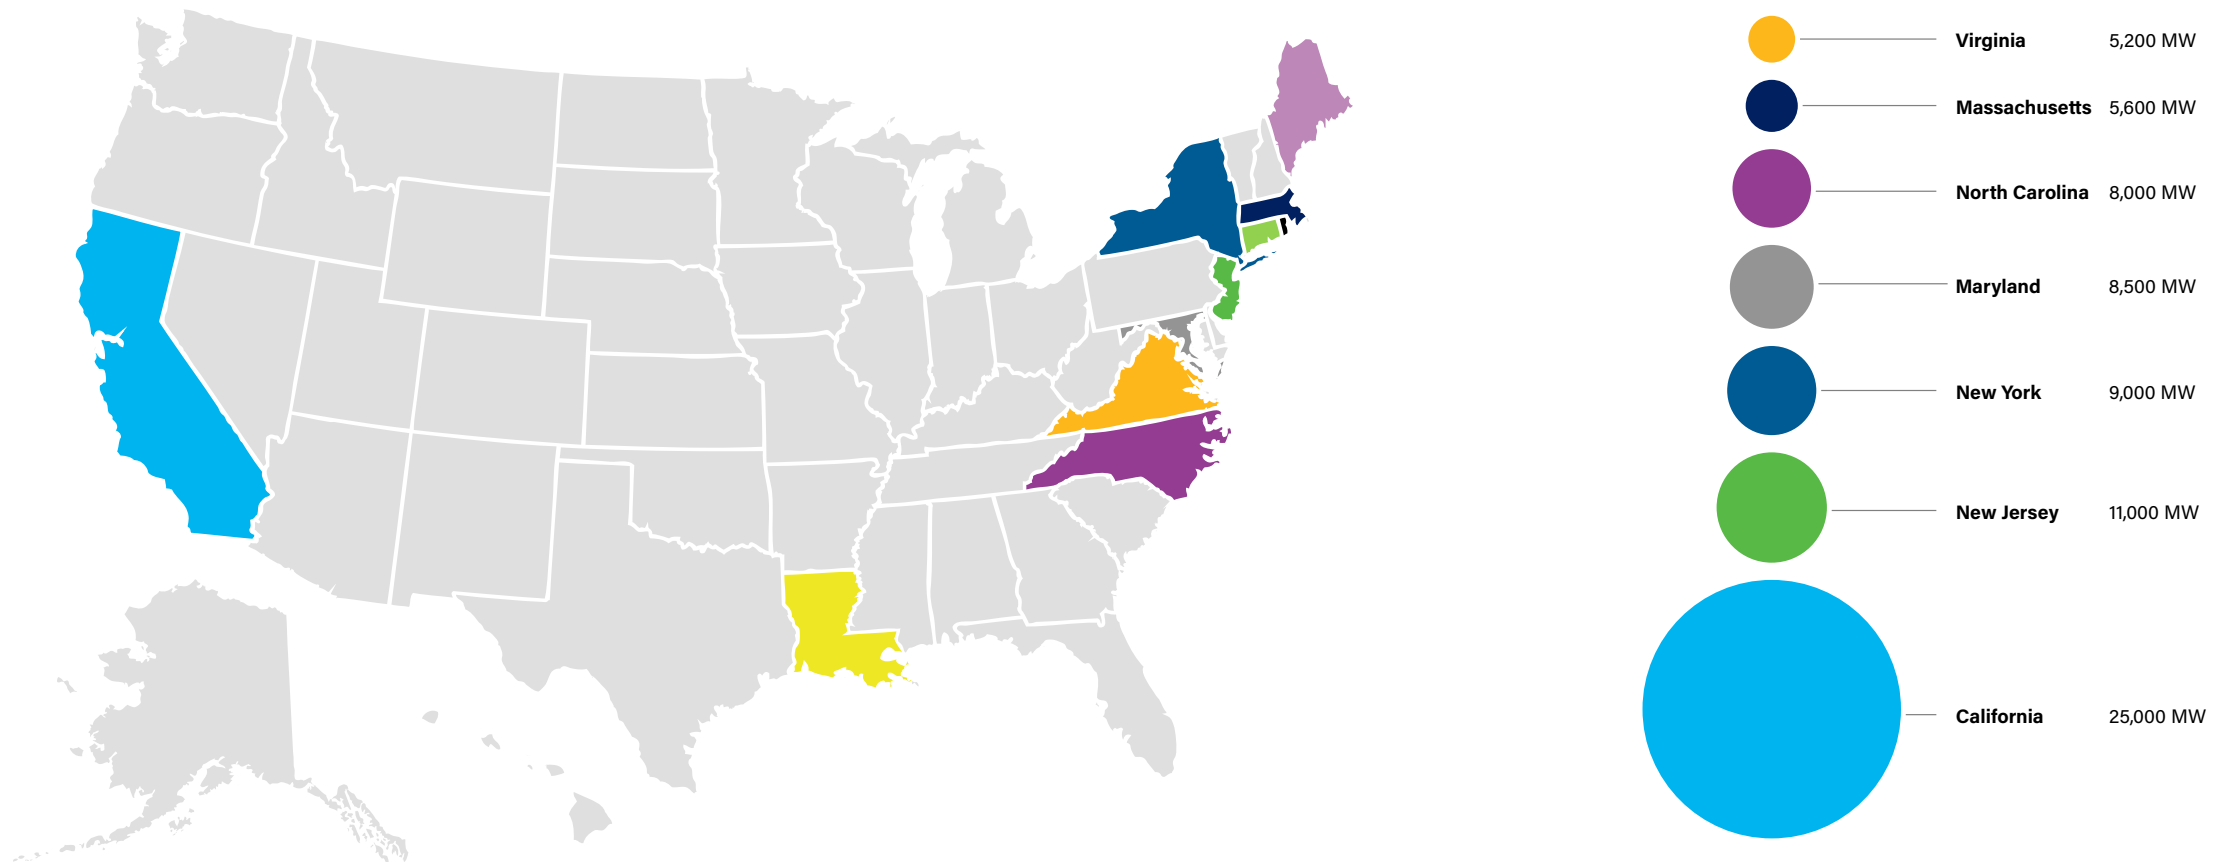 Virginia 5,200 MW
Massachusetts 5,600 MW
North Carolina 8,000 MW
Maryland 8,500 MW
New York 9,000 MW
New Jersey 11,000 MW
California 25,000 MW